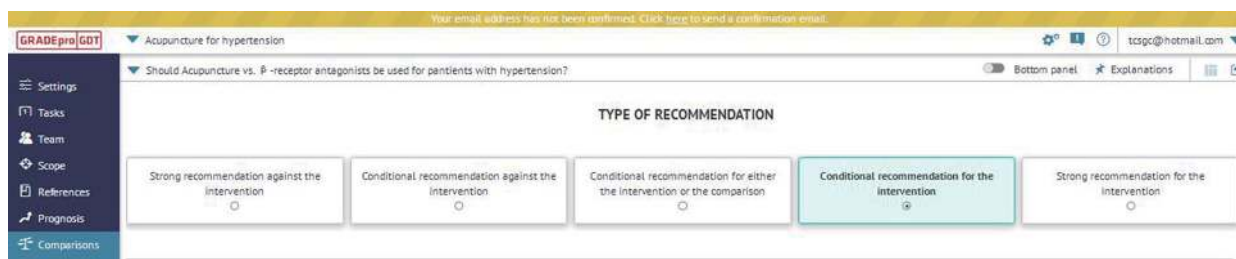 Your email address has not been confirmed. Click here to send a confirmation email.
GRADEpro GDT
Acupuncture for hypertension
tcsgc@hotmail.com
Should Acupuncture vs. β -receptor antagonists be used for pantients with hypertension?
Bottom panel
Explanations
Settings
Tasks
Team
Scope
References
Prognosis
Comparisons
TYPE OF RECOMMENDATION
Strong recommendation against the
intervention
Conditional recommendation against the
intervention
Conditional recommendation for either
the intervention or the comparison
Conditional recommendation for the
intervention
Strong recommendation for the
intervention